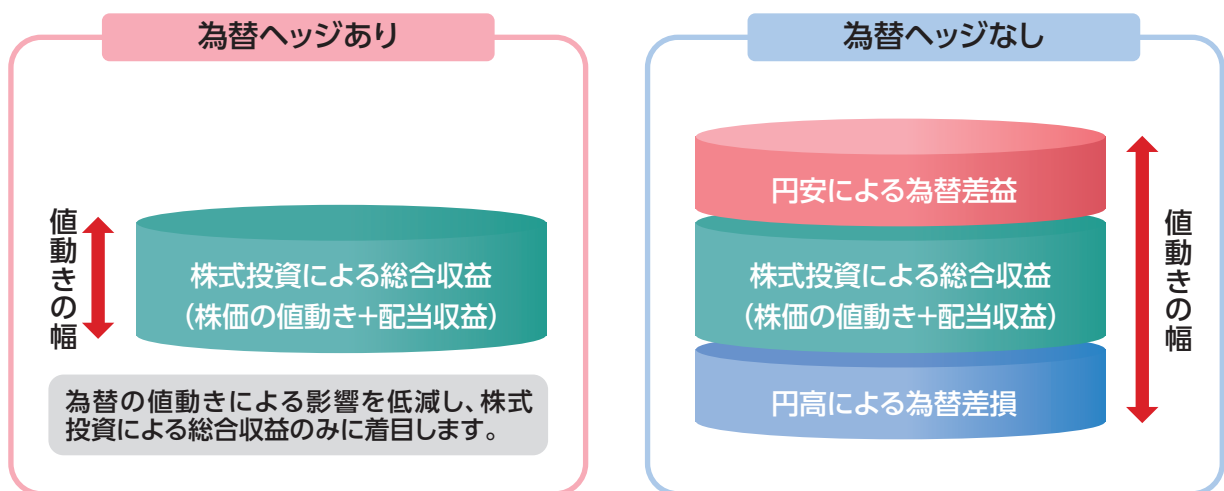 為替ヘッジあり
値動きの幅
株式投資による総合収益
(株価の値動き+配当収益)
為替の値動きによる影響を低減し、株式
投資による総合収益のみに着目します。
為替ヘッジなし
円安による為替差益
株式投資による総合収益
(株価の値動き+配当収益)
円高による為替差損
値動きの幅